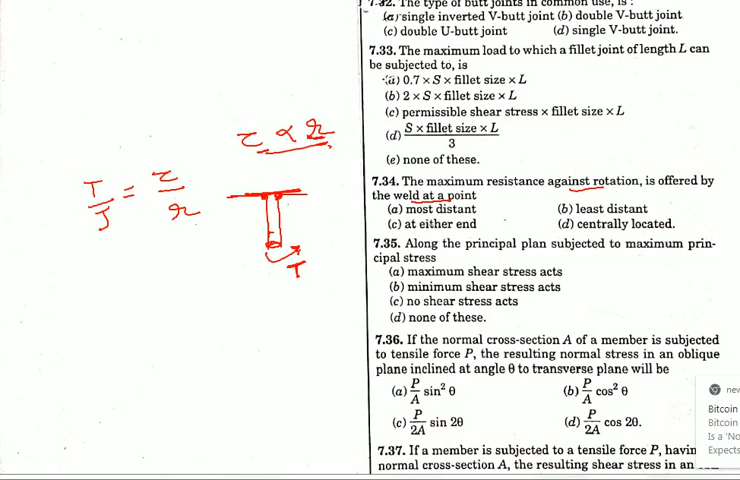 7.32. The type of butt joints in common use, is :
(a) single inverted V-butt joint (b) double V-butt joint
(c) double U-butt joint (d) single V-butt joint.
7.33. The maximum load to which a fillet joint of length L can
be subjected to, is
(a) 0.7 × S × fillet size × L
(b) 2 × S × fillet size × L
(c) permissible shear stress × fillet size × L
(d) S × fillet size × L / 3
(e) none of these.
7.34. The maximum resistance against rotation, is offered by
the weld at a point
(a) most distant (b) least distant
(c) at either end (d) centrally located.
7.35. Along the principal plan subjected to maximum prin-
cipal stress
(a) maximum shear stress acts
(b) minimum shear stress acts
(c) no shear stress acts
(d) none of these.
7.36. If the normal cross-section A of a member is subjected
to tensile force P, the resulting normal stress in an oblique
plane inclined at angle θ to transverse plane will be
(a) P/A sin² θ (b) P/A cos² θ
(c) P/2A sin 2θ (d) P/2A cos 2θ.
7.37. If a member is subjected to a tensile force P, havin
normal cross-section A, the resulting shear stress in an
τ ∝ r
T/J = τ/r
T
new
Bitcoin
Bitcoin
Is a 'No
Expects